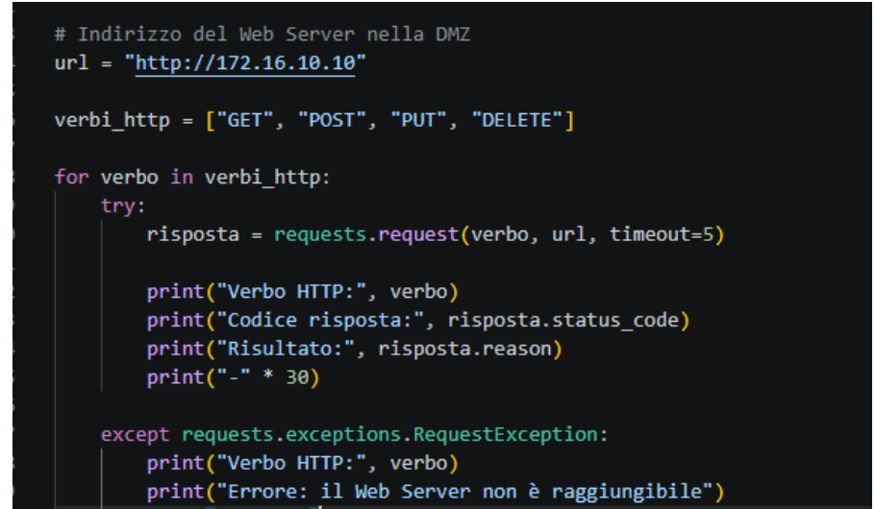 # Indirizzo del Web Server nella DMZ
url = "http://172.16.10.10"
verbi_http = ["GET", "POST", "PUT", "DELETE"]
for verbo in verbi_http:
try:
risposta = requests.request(verbo, url, timeout=5)
print("Verbo HTTP:", verbo)
print("Codice risposta:", risposta.status_code)
print("Risultato:", risposta.reason)
print("-" * 30)
except requests.exceptions.RequestException:
print("Verbo HTTP:", verbo)
print("Errore: il Web Server non è raggiungibile")